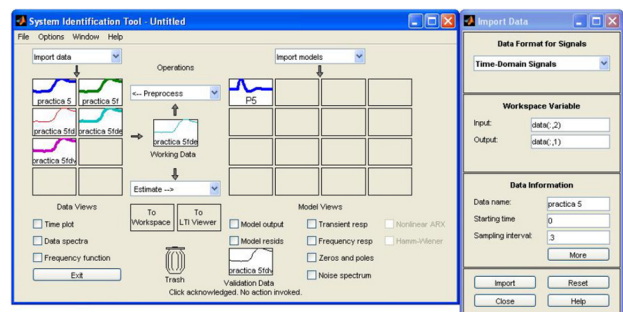 System Identification Tool - Untitled
File Options Window Help
Import data
Operations
Import models
<-- Preprocess
practica 5
practica 5f
P5
practica 5fd
practica 5fde
practica 5fde
Working Data
practica 5fdv
Estimate -->
Data Views
To Workspace
To LTI Viewer
Model Views
Time plot
Data spectra
Frequency function
Exit
Trash
Model output
Model resids
practica 5fdv
Validation Data
Transient resp
Frequency resp
Zeros and poles
Noise spectrum
Nonlinear ARX
Hamm-Wiener
Click acknowledged. No action invoked.
Import Data
Data Format for Signals
Time-Domain Signals
Workspace Variable
Input: data(:,2)
Output: data(:,1)
Data Information
Data name: practica 5
Starting time 0
Sampling interval: .3
More
Import Reset
Close Help